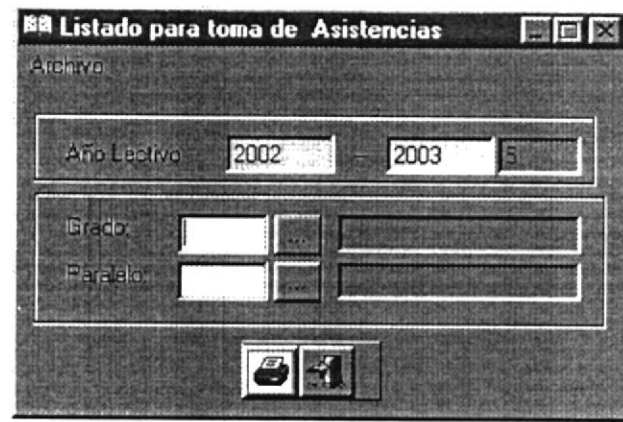 Listado para toma de Asistencias
Archivo
Año Lectivo 2002 - 2003 5
Grado: ...
Paralelo: ...